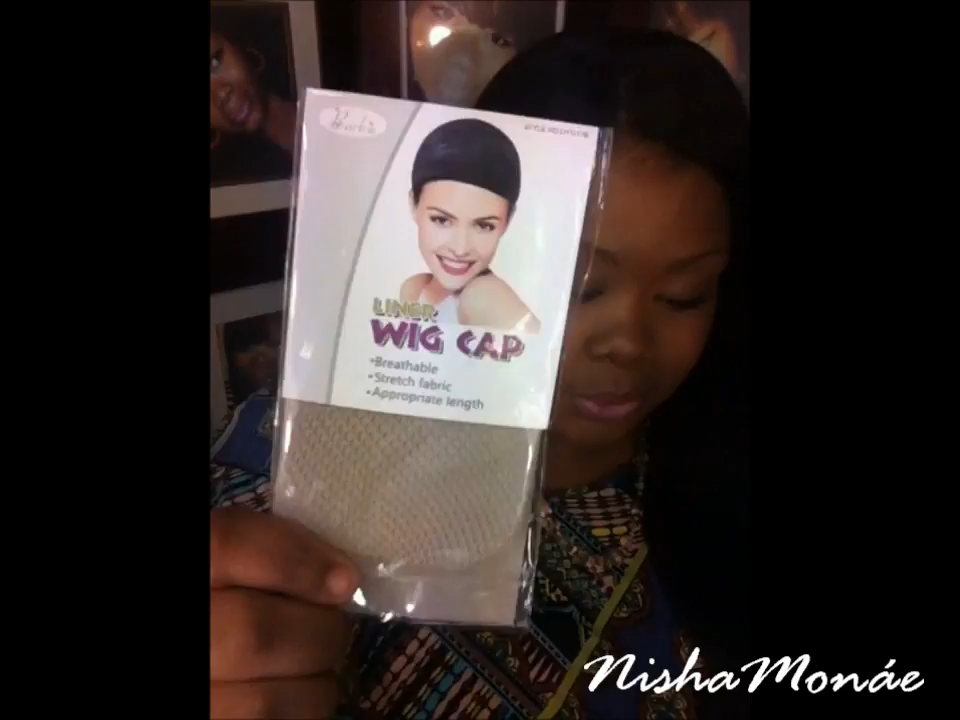 LINER
WIG CAP
•Breathable
•Stretch fabric
•Appropriate length
NishaMonáe